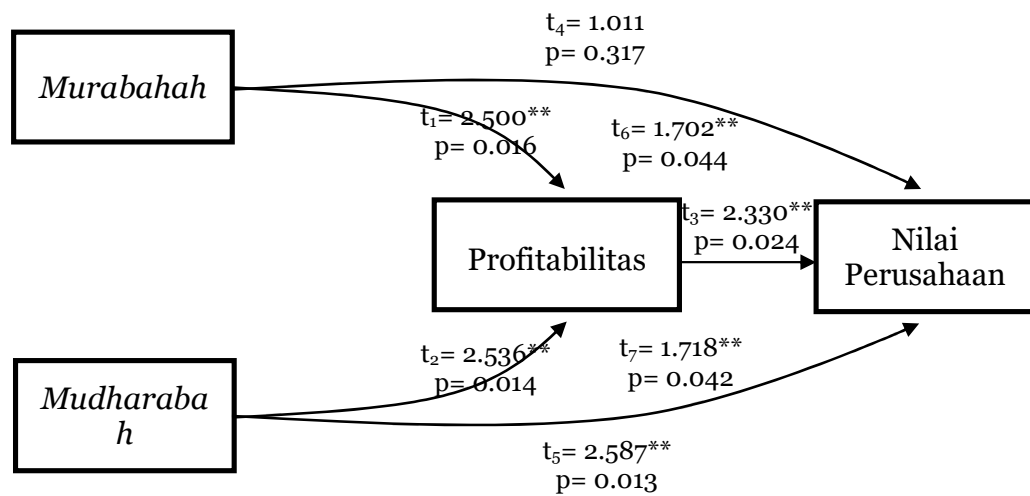 t₄= 1.011
p= 0.317
Murabahah
t₁= 2.500**
p= 0.016
t₆= 1.702**
p= 0.044
Profitabilitas
t₃= 2.330**
p= 0.024
Nilai
Perusahaan
t₂= 2.536**
p= 0.014
t₇= 1.718**
p= 0.042
Mudharaba
h
t₅= 2.587**
p= 0.013